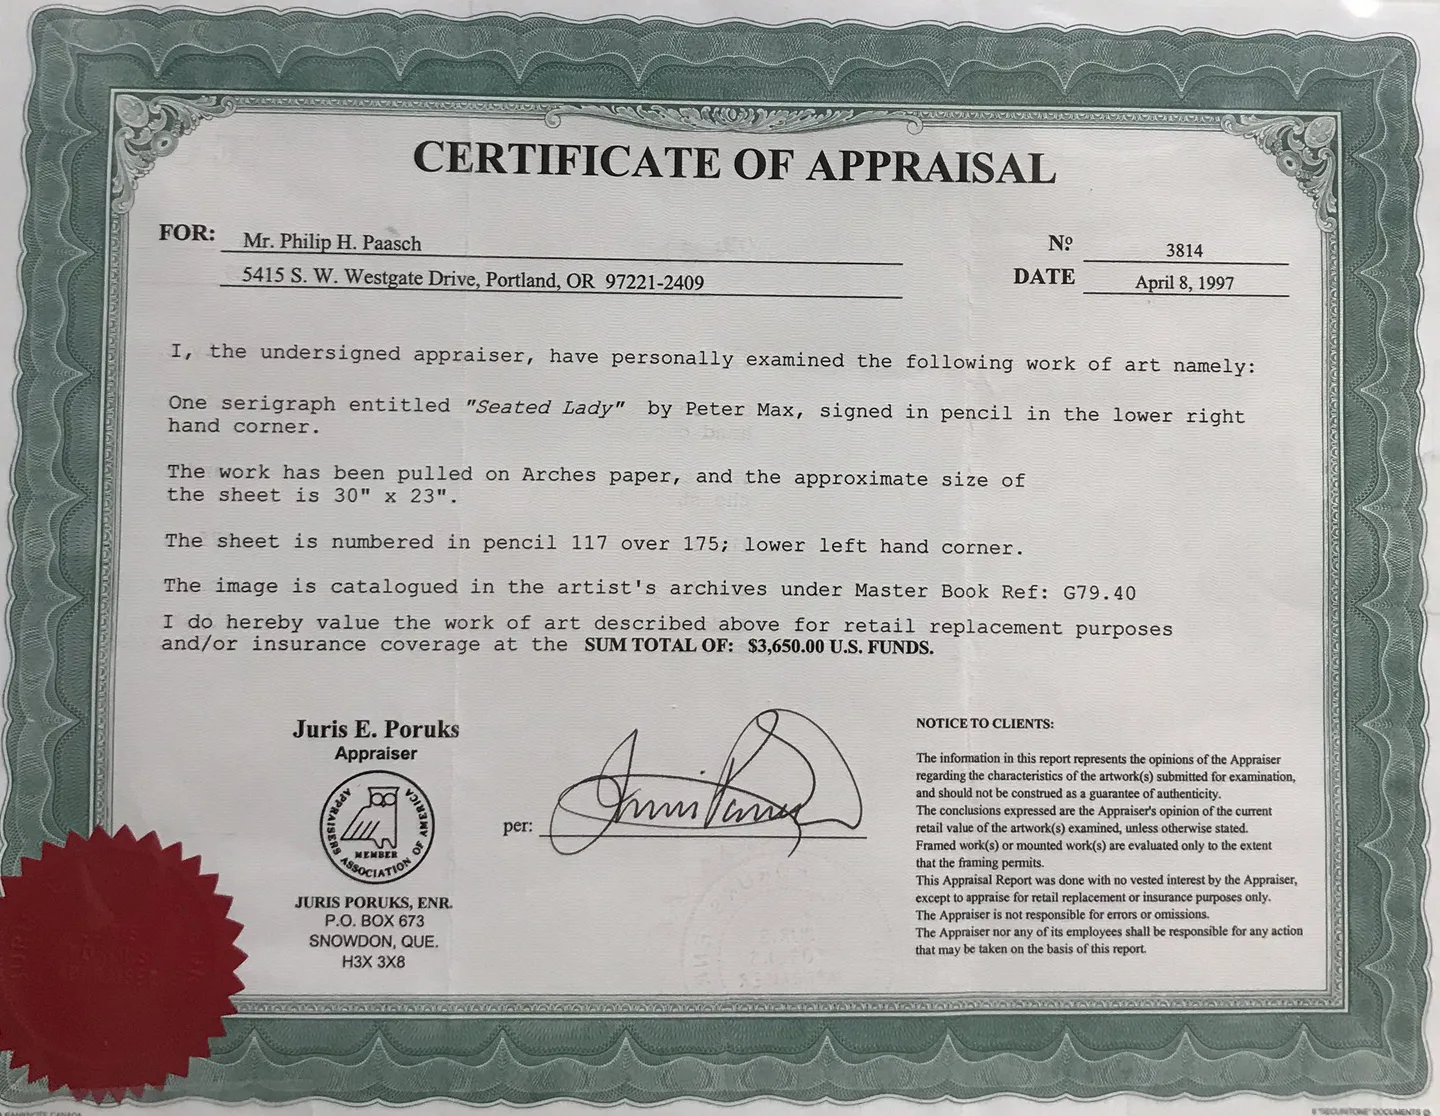 CERTIFICATE OF APPRAISAL
FOR: Mr. Philip H. Paasch
5415 S. W. Westgate Drive, Portland, OR 97221-2409
Nº 3814
DATE April 8, 1997
I, the undersigned appraiser, have personally examined the following work of art namely:
One serigraph entitled "Seated Lady" by Peter Max, signed in pencil in the lower right
hand corner.
The work has been pulled on Arches paper, and the approximate size of
the sheet is 30" x 23".
The sheet is numbered in pencil 117 over 175; lower left hand corner.
The image is catalogued in the artist's archives under Master Book Ref: G79.40
I do hereby value the work of art described above for retail replacement purposes
and/or insurance coverage at the SUM TOTAL OF: $3,650.00 U.S. FUNDS.
Juris E. Poruks
Appraiser
APPRAISERS ASSOCIATION OF AMERICA
MEMBER
JURIS PORUKS, ENR.
P.O. BOX 673
SNOWDON, QUE.
H3X 3X8
per: Juris Poruks
NOTICE TO CLIENTS:
The information in this report represents the opinions of the Appraiser
regarding the characteristics of the artwork(s) submitted for examination,
and should not be construed as a guarantee of authenticity.
The conclusions expressed are the Appraiser's opinion of the current
retail value of the artwork(s) examined, unless otherwise stated.
Framed work(s) or mounted work(s) are evaluated only to the extent
that the framing permits.
This Appraisal Report was done with no vested interest by the Appraiser,
except to appraise for retail replacement or insurance purposes only.
The Appraiser is not responsible for errors or omissions.
The Appraiser nor any of its employees shall be responsible for any action
that may be taken on the basis of this report.